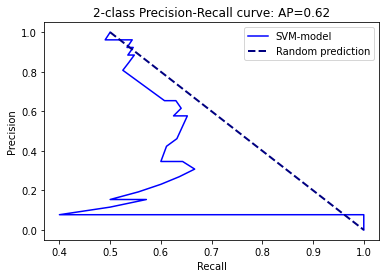 2-class Precision-Recall curve: AP=0.62
SVM-model
Random prediction
Precision
1.0
0.8
0.6
0.4
0.2
0.0
0.4 0.5 0.6 0.7 0.8 0.9 1.0
Recall